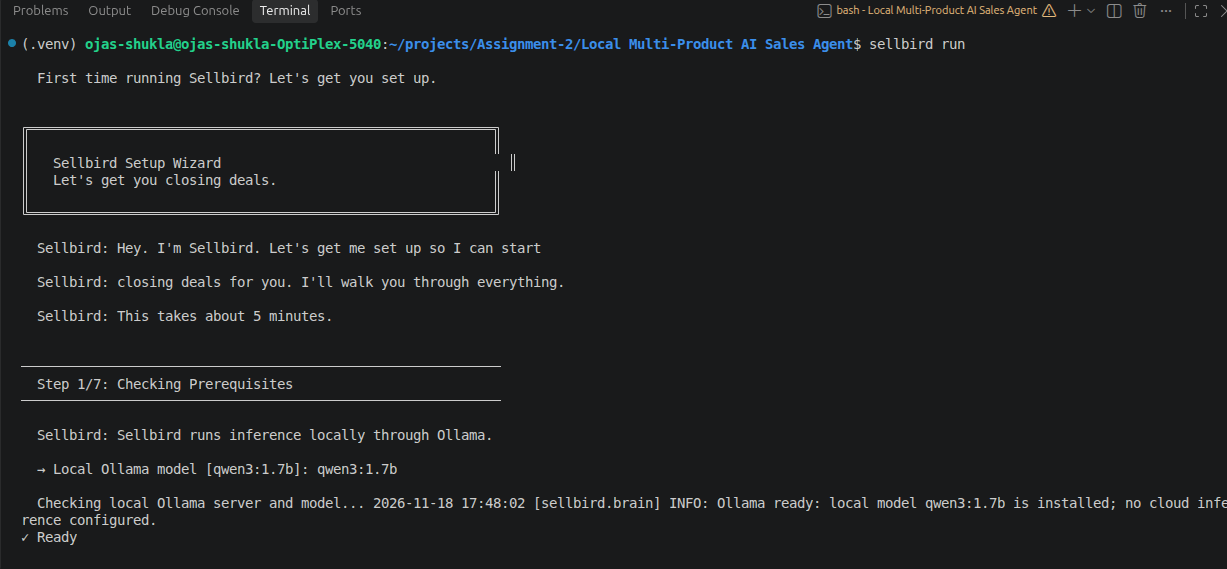 Problems Output Debug Console Terminal Ports bash - Local Multi-Product AI Sales Agent
(.venv) ojas-shukla@ojas-shukla-OptiPlex-5040:~/projects/Assignment-2/Local Multi-Product AI Sales Agent$ sellbird run
First time running Sellbird? Let's get you set up.
Sellbird Setup Wizard
Let's get you closing deals.
Sellbird: Hey. I'm Sellbird. Let's get me set up so I can start
Sellbird: closing deals for you. I'll walk you through everything.
Sellbird: This takes about 5 minutes.
Step 1/7: Checking Prerequisites
Sellbird: Sellbird runs inference locally through Ollama.
→ Local Ollama model [qwen3:1.7b]: qwen3:1.7b
Checking local Ollama server and model... 2026-11-18 17:48:02 [sellbird.brain] INFO: Ollama ready: local model qwen3:1.7b is installed; no cloud infe
rence configured.
✓ Ready